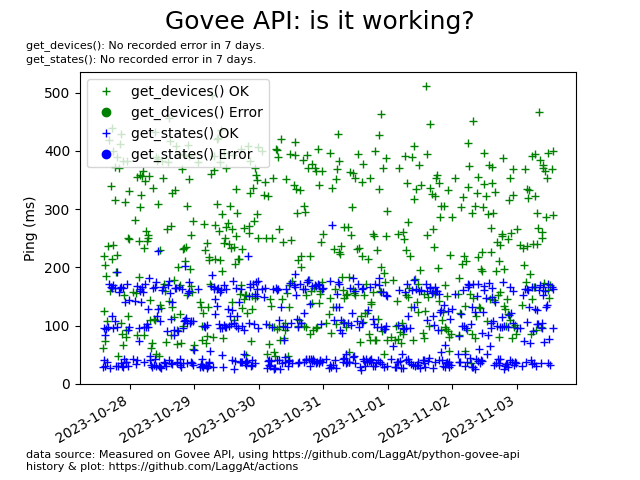 Govee API: is it working?
get_devices(): No recorded error in 7 days.
get_states(): No recorded error in 7 days.
get_devices() OK
get_devices() Error
get_states() OK
get_states() Error
Ping (ms)
500
400
300
200
100
0
2023-10-28
2023-10-29
2023-10-30
2023-10-31
2023-11-01
2023-11-02
2023-11-03
data source: Measured on Govee API, using https://github.com/LaggAt/python-govee-api
history & plot: https://github.com/LaggAt/actions